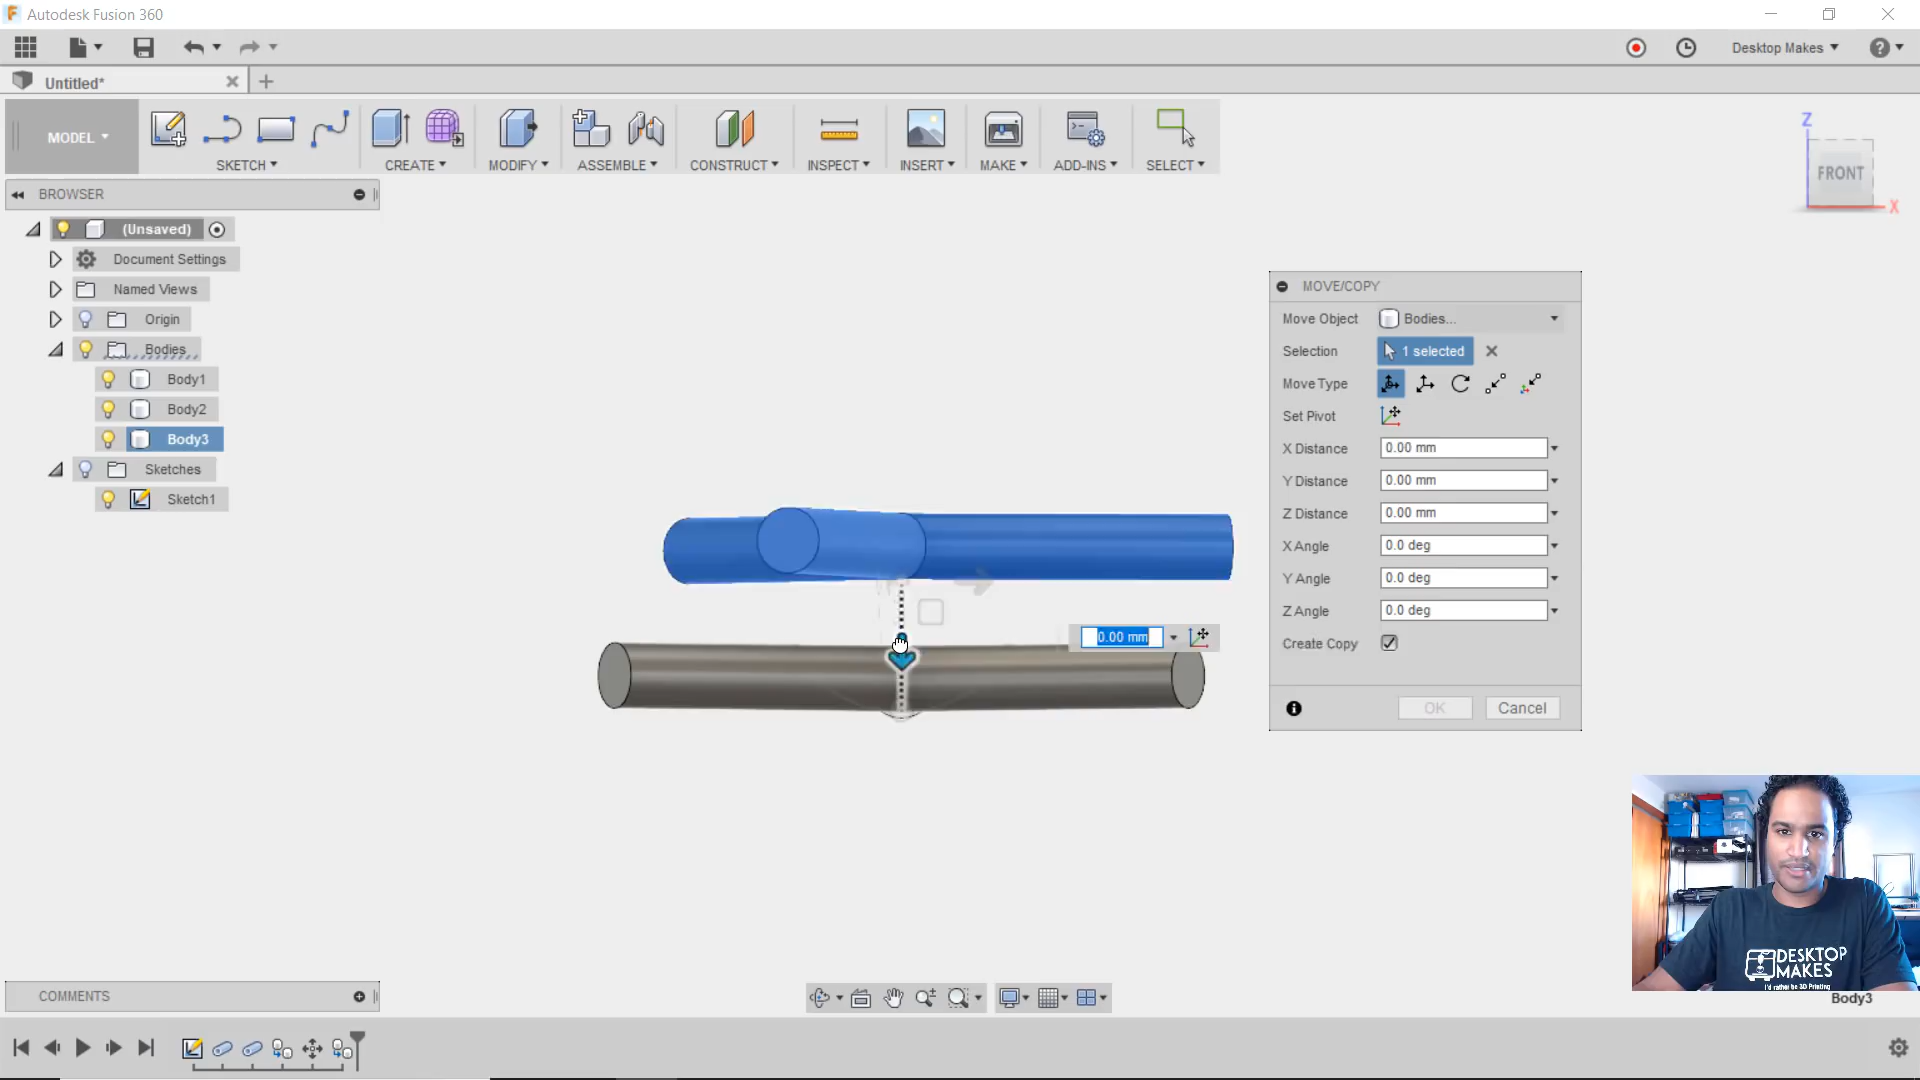 Autodesk Fusion 360
Desktop Makes
Untitled*
MODEL
SKETCH
CREATE
MODIFY
ASSEMBLE
CONSTRUCT
INSPECT
INSERT
MAKE
ADD-INS
SELECT
Z
FRONT
X
BROWSER
(Unsaved)
Document Settings
Named Views
Origin
Bodies
Body1
Body2
Body3
Sketches
Sketch1
MOVE/COPY
Move Object Bodies...
Selection 1 selected
Move Type
Set Pivot
X Distance 0.00 mm
Y Distance 0.00 mm
Z Distance 0.00 mm
X Angle 0.0 deg
Y Angle 0.0 deg
Z Angle 0.0 deg
Create Copy
OK Cancel
0.00 mm
DESKTOP
MAKES
I'd rather be 3D Printing
Body3
COMMENTS